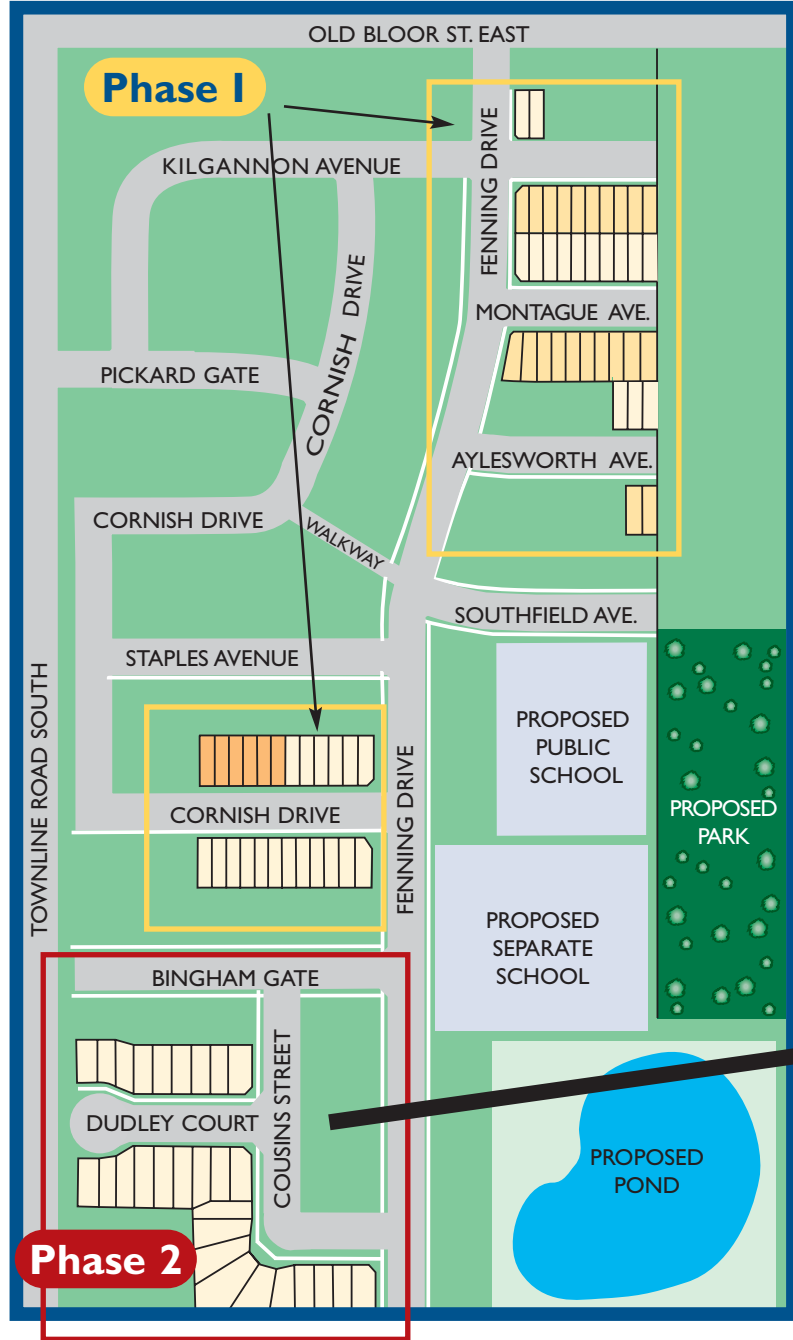 OLD BLOOR ST. EAST
Phase 1
KILGANNON AVENUE
FENNING DRIVE
CORNISH DRIVE
MONTAGUE AVE.
PICKARD GATE
AYLESWORTH AVE.
CORNISH DRIVE
WALKWAY
SOUTHFIELD AVE.
STAPLES AVENUE
TOWNLINE ROAD SOUTH
PROPOSED
PUBLIC
SCHOOL
PROPOSED
PARK
CORNISH DRIVE
FENNING DRIVE
PROPOSED
SEPARATE
SCHOOL
BINGHAM GATE
COUSINS STREET
DUDLEY COURT
PROPOSED
POND
Phase 2